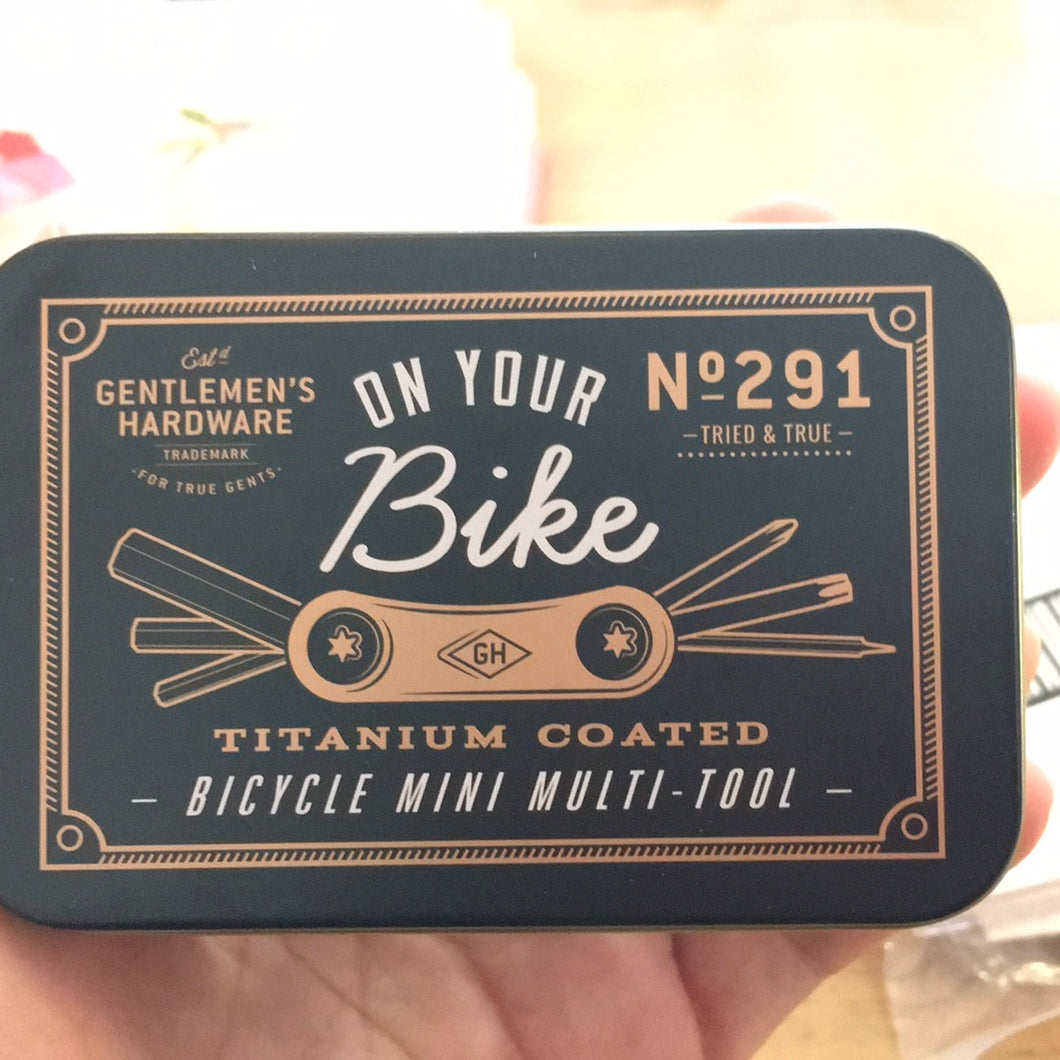 Estd
GENTLEMEN'S
HARDWARE
TRADEMARK
·FOR TRUE GENTS·
ON YOUR
Bike
Nº291
–TRIED & TRUE–
GH
TITANIUM COATED
– BICYCLE MINI MULTI-TOOL –